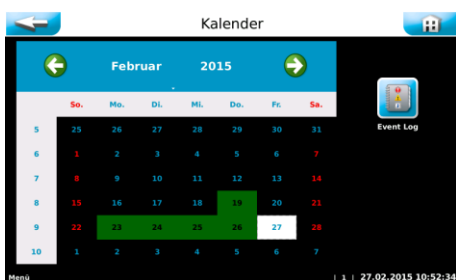 Kalender
Februar 2015
So. Mo. Di. Mi. Do. Fr. Sa.
5 25 26 27 28 29 30 31
6 1 2 3 4 5 6 7
7 8 9 10 11 12 13 14
8 15 16 17 18 19 20 21
9 22 23 24 25 26 27 28
10 1 2 3 4 5 6 7
Event Log
Menü | 1 | 27.02.2015 10:52:34